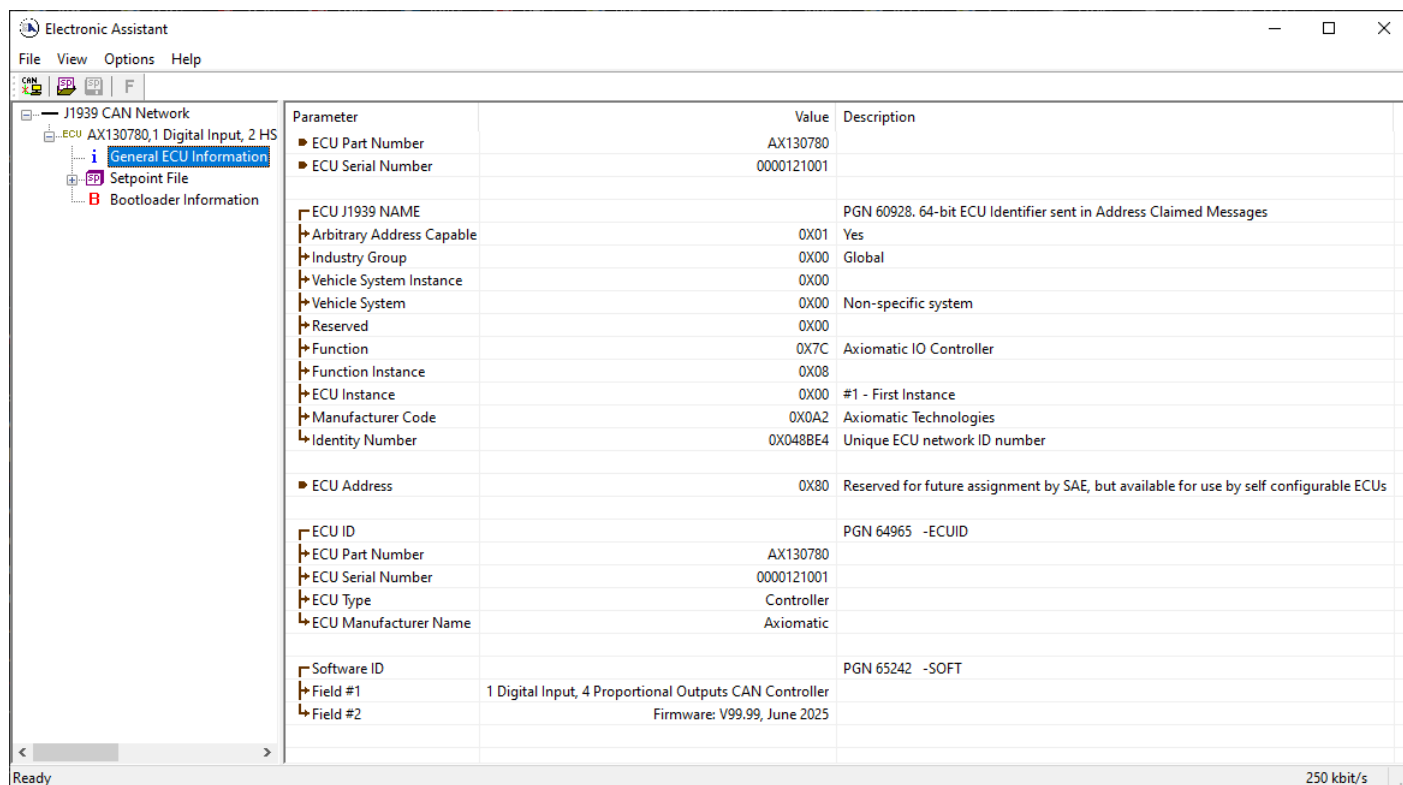 Electronic Assistant
File View Options Help
CAN SP SP F
J1939 CAN Network
ECU AX130780,1 Digital Input, 2 HS
i General ECU Information
SP Setpoint File
B Bootloader Information
Parameter Value Description
ECU Part Number AX130780
ECU Serial Number 0000121001
ECU J1939 NAME PGN 60928. 64-bit ECU Identifier sent in Address Claimed Messages
Arbitrary Address Capable 0X01 Yes
Industry Group 0X00 Global
Vehicle System Instance 0X00
Vehicle System 0X00 Non-specific system
Reserved 0X00
Function 0X7C Axiomatic IO Controller
Function Instance 0X08
ECU Instance 0X00 #1 - First Instance
Manufacturer Code 0X0A2 Axiomatic Technologies
Identity Number 0X048BE4 Unique ECU network ID number
ECU Address 0X80 Reserved for future assignment by SAE, but available for use by self configurable ECUs
ECU ID PGN 64965 -ECUID
ECU Part Number AX130780
ECU Serial Number 0000121001
ECU Type Controller
ECU Manufacturer Name Axiomatic
Software ID PGN 65242 -SOFT
Field #1 1 Digital Input, 4 Proportional Outputs CAN Controller
Field #2 Firmware: V99.99, June 2025
Ready 250 kbit/s